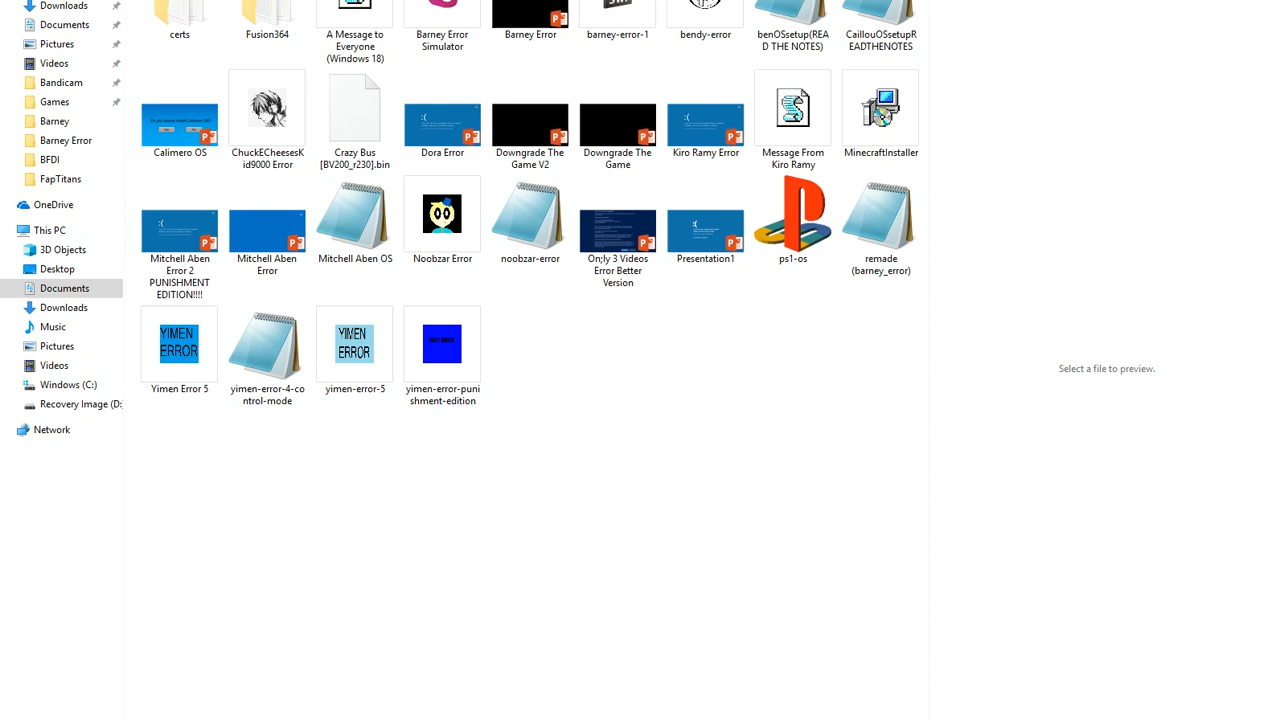 Downloads
Documents
Pictures
Videos
Bandicam
Games
Barney
Barney Error
BFDI
FapTitans
OneDrive
This PC
3D Objects
Desktop
Documents
Downloads
Music
Pictures
Videos
Windows (C:)
Recovery Image (D:
Network
certs
Fusion364
A Message to
Everyone
(Windows 18)
Barney Error
Simulator
Barney Error
barney-error-1
bendy-error
benOSsetup(REA
D THE NOTES)
CaillouOSsetupR
EADTHENOTES
Calimero OS
ChuckECheesesK
id9000 Error
Crazy Bus
[BV200_r230].bin
:(
Dora Error
Downgrade The
Game V2
Downgrade The
Game
:(
Kiro Ramy Error
Message From
Kiro Ramy
MinecraftInstaller
:(
Mitchell Aben
Error 2
PUNISHMENT
EDITION!!!!
Mitchell Aben
Error
Mitchell Aben OS
Noobzar Error
noobzar-error
On;ly 3 Videos
Error Better
Version
:(
Presentation1
ps1-os
remade
(barney_error)
YIMEN
ERROR
Yimen Error 5
yimen-error-4-co
ntrol-mode
YIMEN
ERROR
yimen-error-5
yimen-error-puni
shment-edition
Select a file to preview.